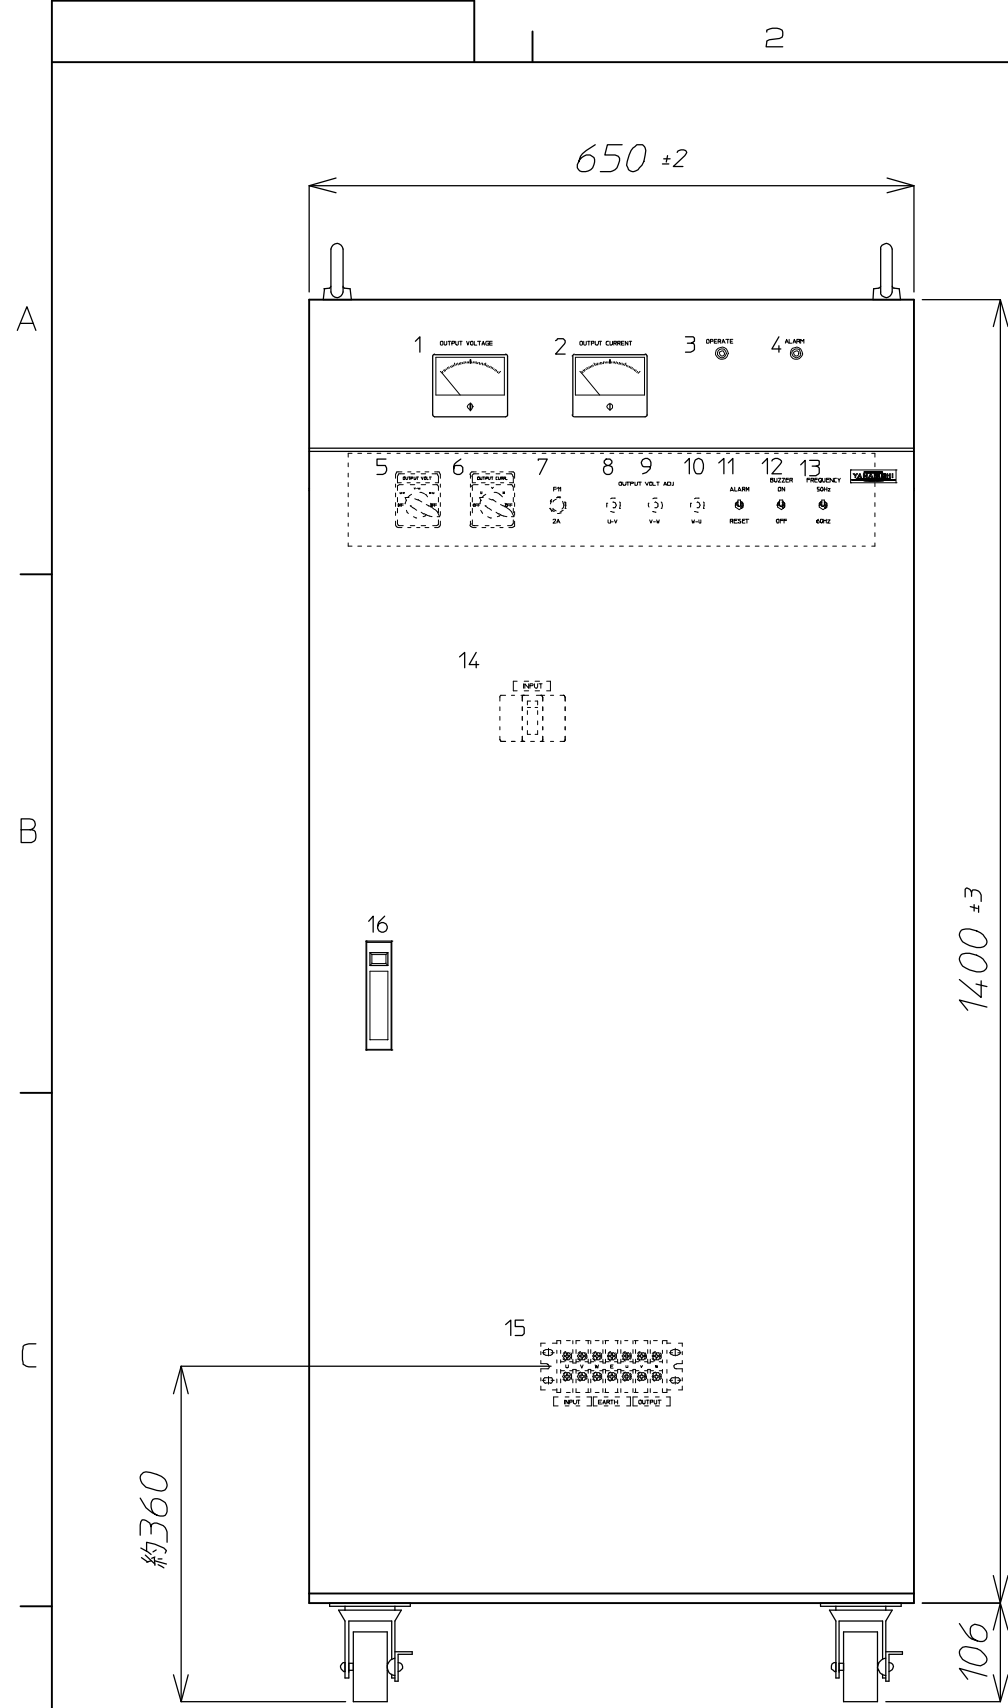 2
650 ±2
A
1 OUTPUT VOLTAGE
2 OUTPUT CURRENT
3 OPERATE
4 ALARM
5 6 7 8 9 10 11 12 13
OUTPUT VOLT
OUTPUT CURR.
OUTPUT VOLT ADJ
BUZZER
FREQUENCY
ALARM
ON
50Hz
2A
U-V
V-W
W-U
RESET
OFF
60Hz
14
INPUT
B
16
1400 ±3
15
C
U V W E U V W
INPUT EARTH OUTPUT
約360
106